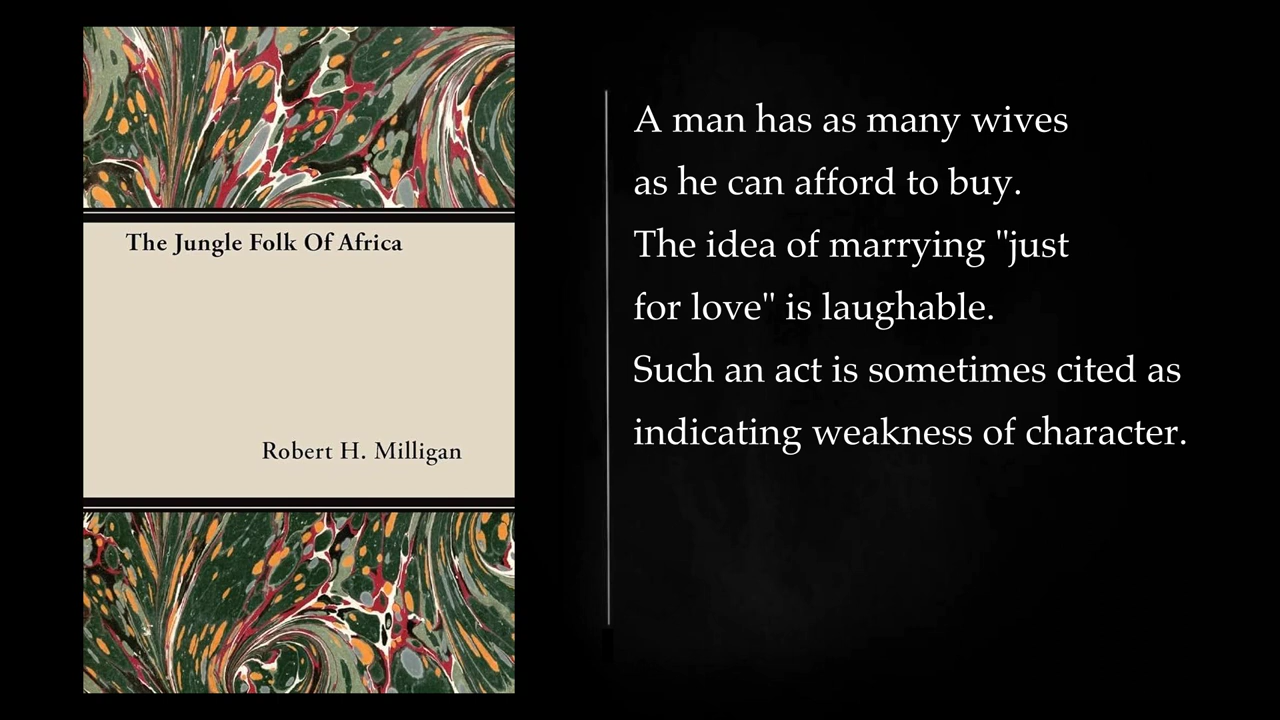 The Jungle Folk Of Africa
Robert H. Milligan
A man has as many wives
as he can afford to buy.
The idea of marrying "just
for love" is laughable.
Such an act is sometimes cited as
indicating weakness of character.